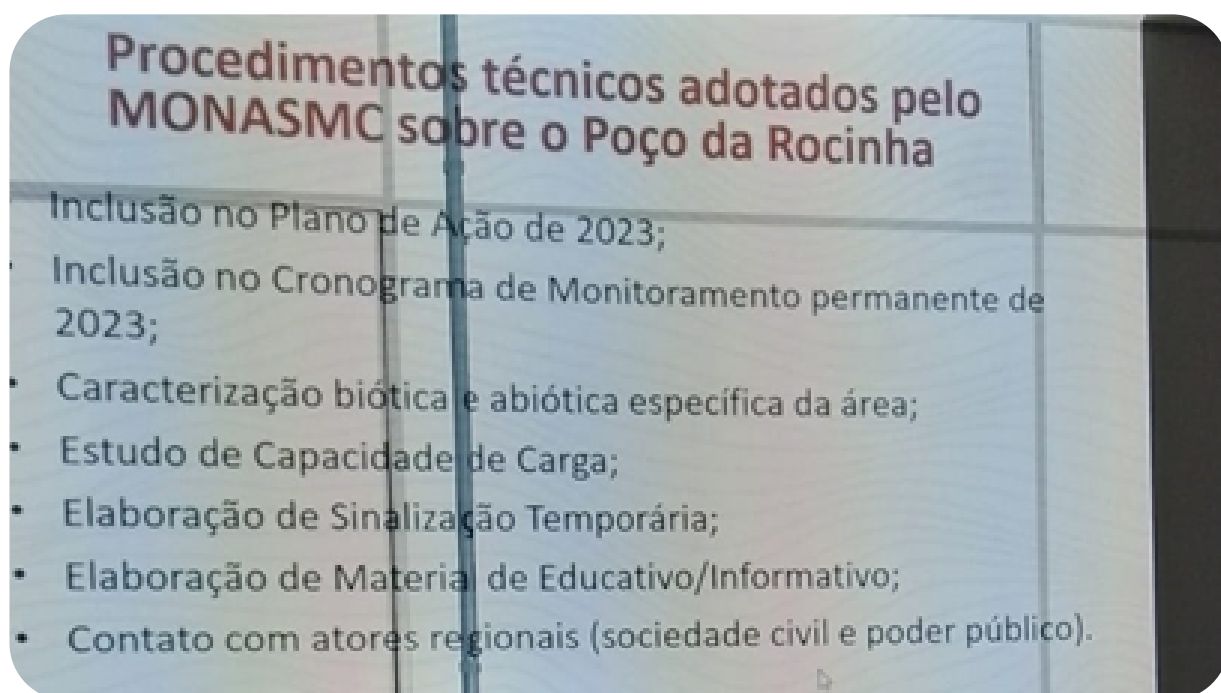 Procedimentos técnicos adotados pelo
MONASMC sobre o Poço da Rocinha
Inclusão no Plano de Ação de 2023;
• Inclusão no Cronograma de Monitoramento permanente de
2023;
• Caracterização biótica e abiótica específica da área;
• Estudo de Capacidade de Carga;
• Elaboração de Sinalização Temporária;
• Elaboração de Material de Educativo/Informativo;
• Contato com atores regionais (sociedade civil e poder público).